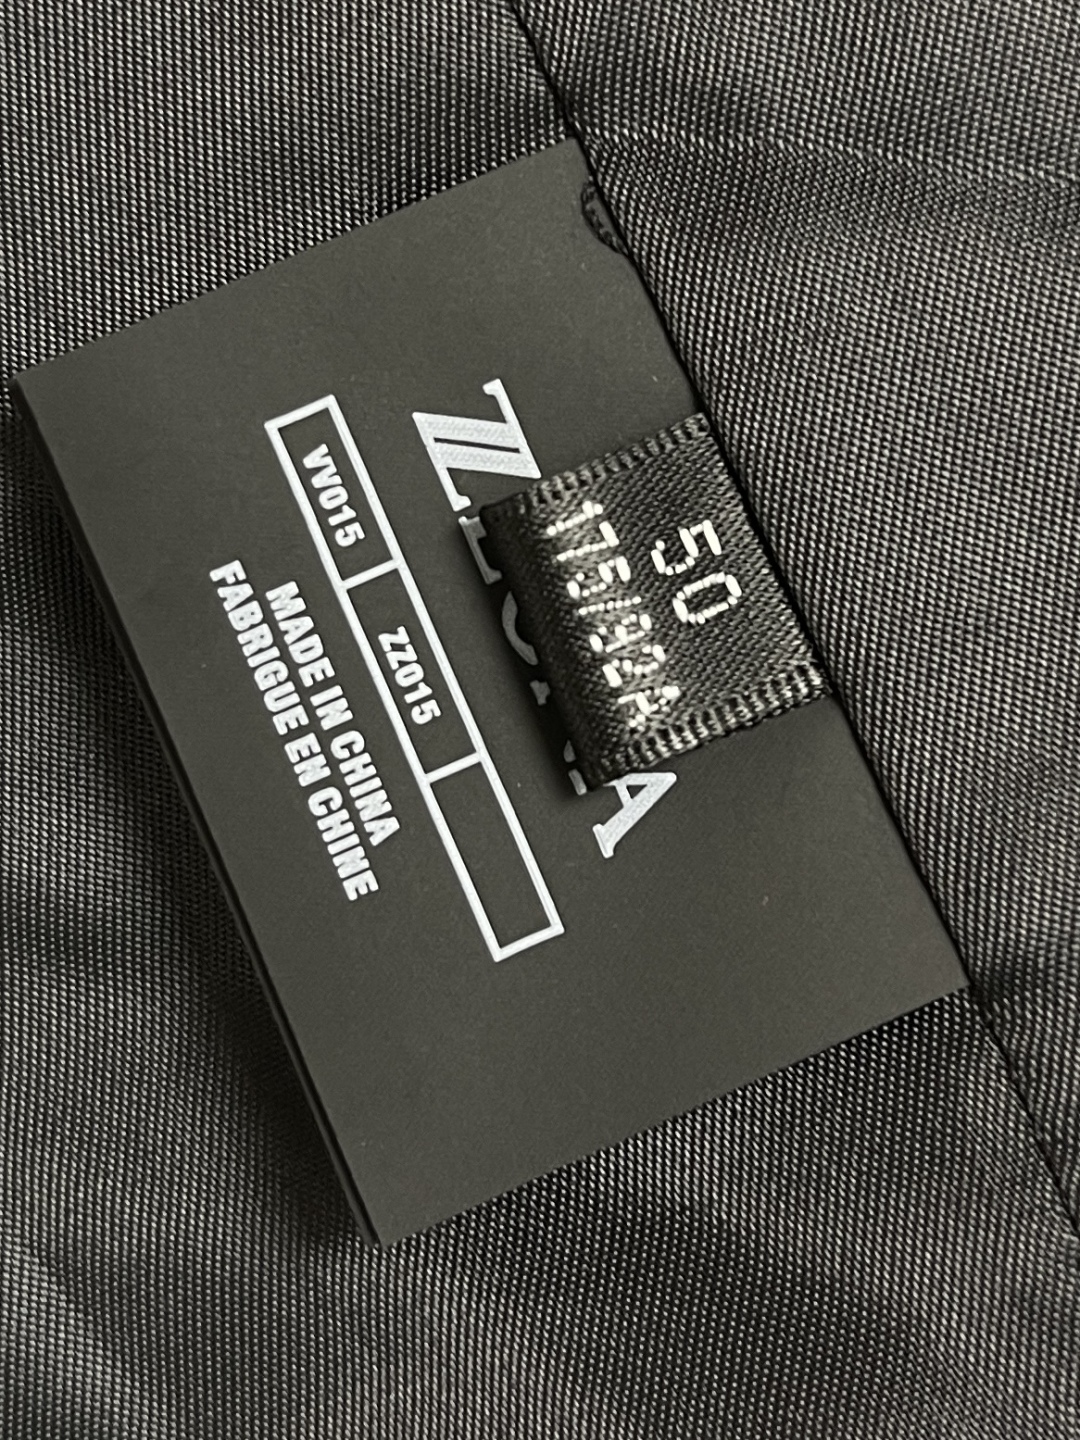 50
175/92A
VV015
ZZ015
MADE IN CHINA
FABRIGUE EN CHINE